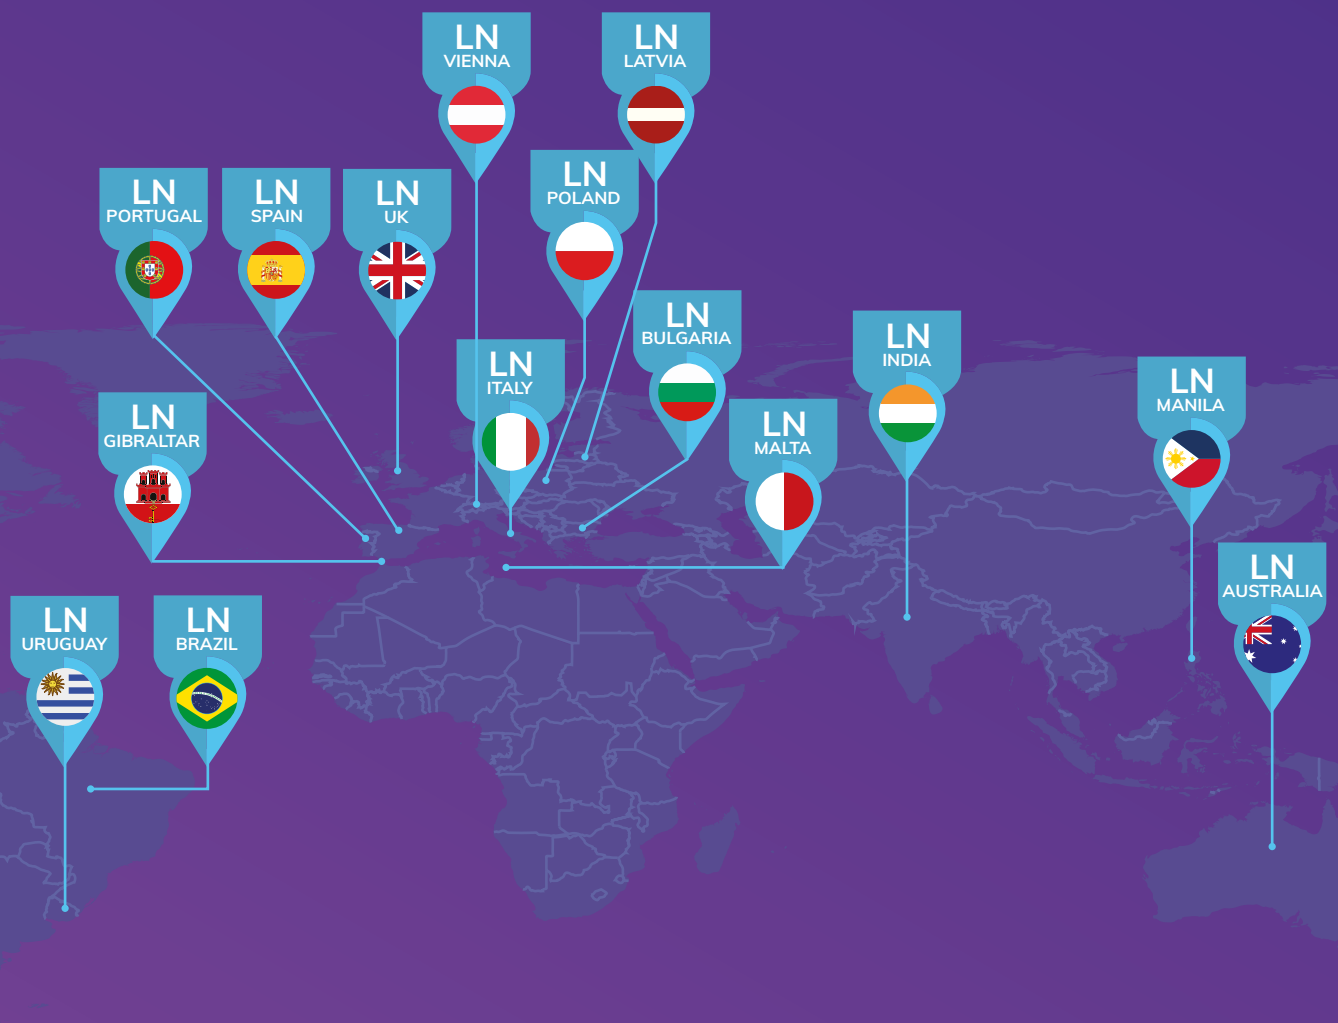 LN
VIENNA
LN
LATVIA
LN
POLAND
LN
PORTUGAL
LN
SPAIN
LN
UK
LN
BULGARIA
LN
INDIA
LN
ITALY
LN
MANILA
LN
GIBRALTAR
LN
MALTA
LN
AUSTRALIA
LN
URUGUAY
LN
BRAZIL